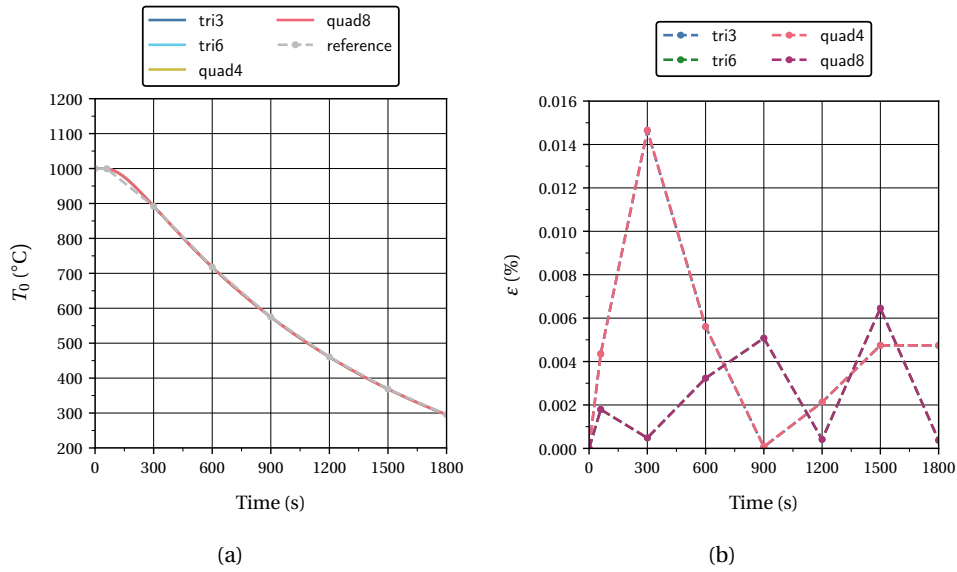 tri3
tri6
quad4
quad8
reference
1200
1100
1000
900
800
700
600
500
400
300
200
T0 (°C)
0 300 600 900 1200 1500 1800
Time (s)
(a)
tri3
tri6
quad4
quad8
0.016
0.014
0.012
0.010
0.008
0.006
0.004
0.002
0.000
ε (%)
0 300 600 900 1200 1500 1800
Time (s)
(b)